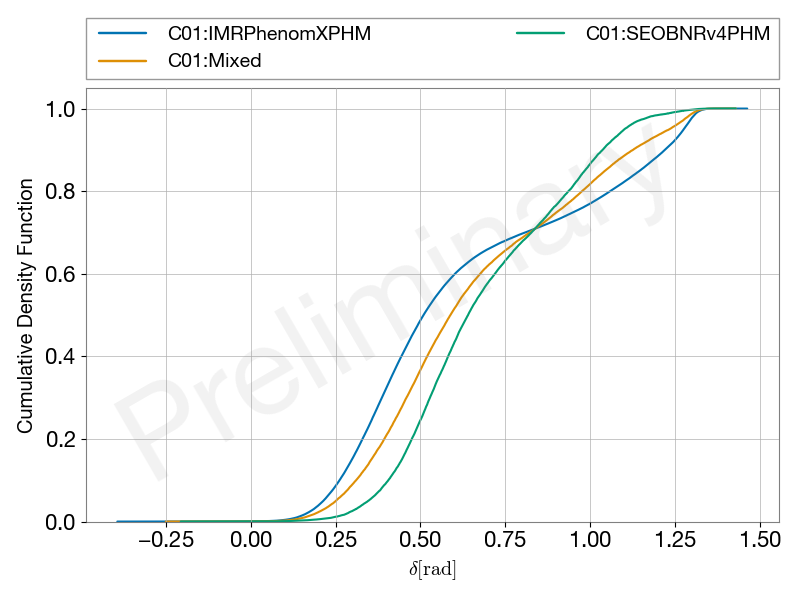 C01:IMRPhenomXPHM
C01:Mixed
C01:SEOBNRv4PHM
1.0
0.8
0.6
0.4
0.2
0.0
Cumulative Density Function
Preliminary
−0.25 0.00 0.25 0.50 0.75 1.00 1.25 1.50
δ[rad]